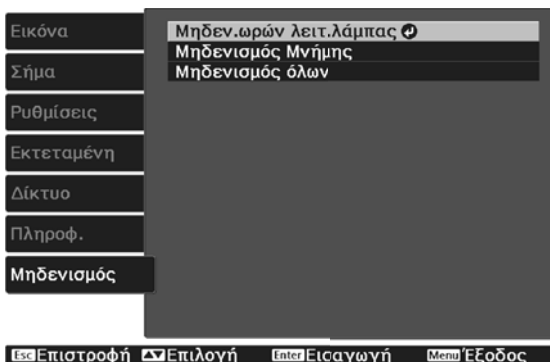 Εικόνα
Σήμα
Ρυθμίσεις
Εκτεταμένη
Δίκτυο
Πληροφ.
Μηδενισμός
Μηδεν.ωρών λειτ.λάμπας
Μηδενισμός Μνήμης
Μηδενισμός όλων
Esc Επιστροφή Επιλογή Enter Εισαγωγή Menu Έξοδος